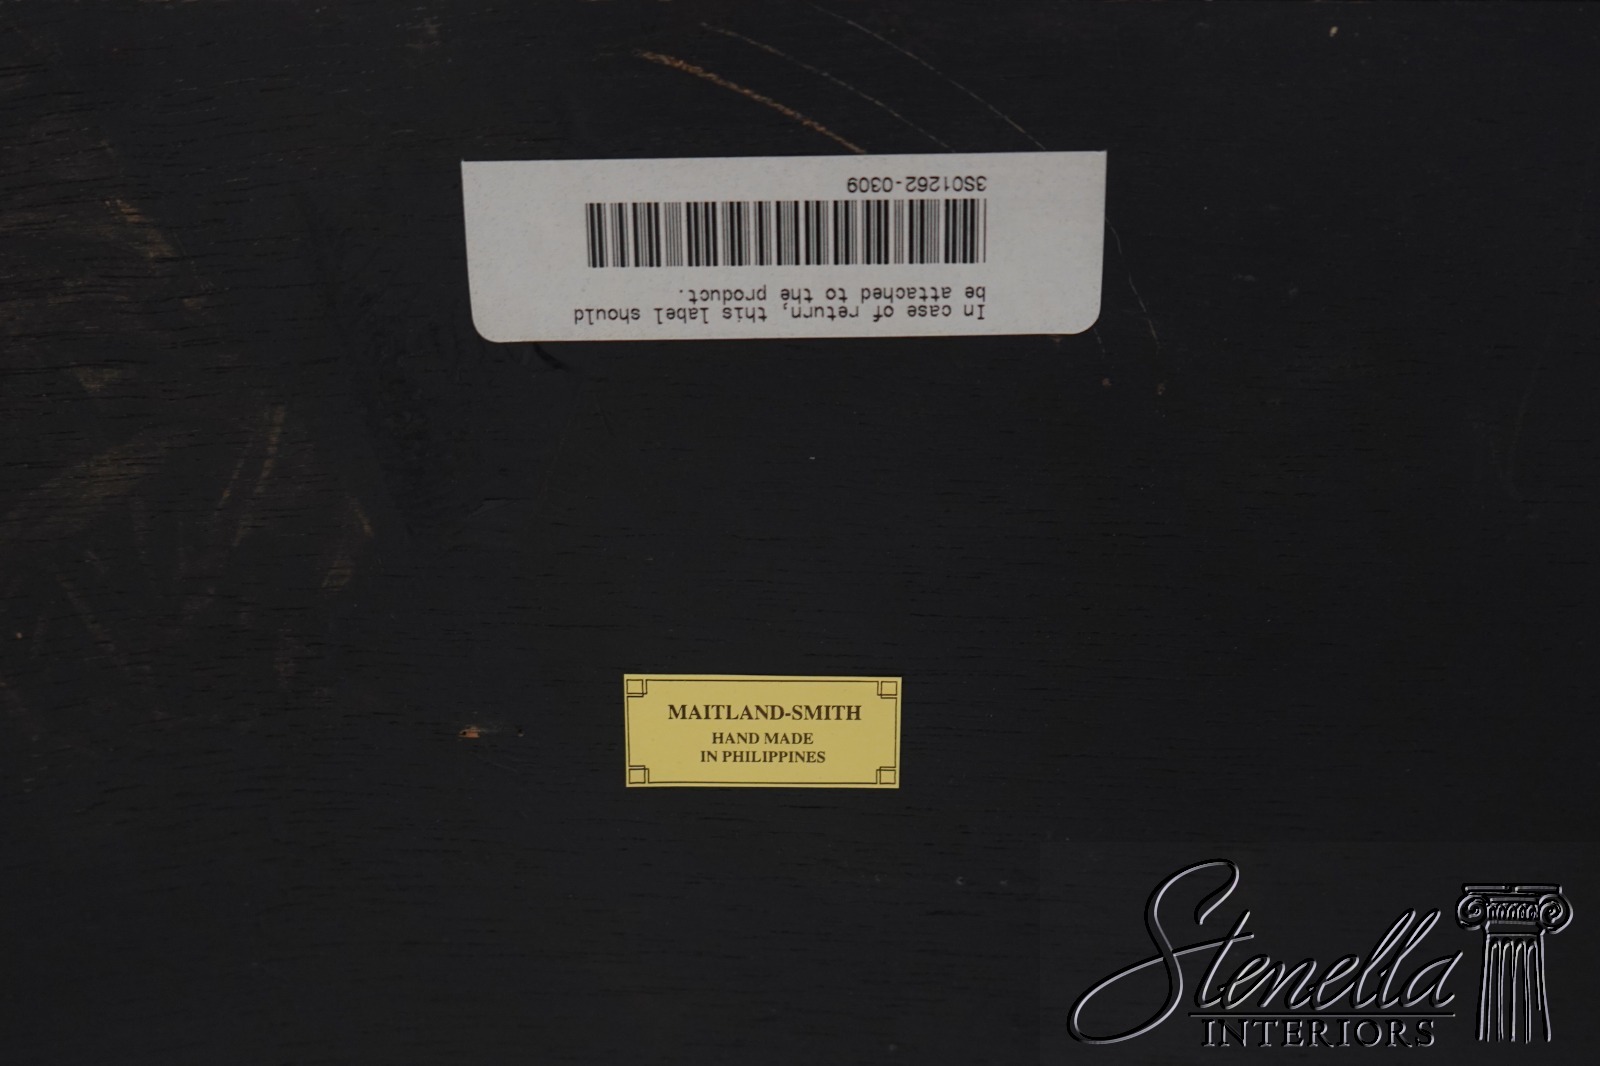 3S01262-0309
In case of return, this label should
be attached to the product.
MAITLAND-SMITH
HAND MADE
IN PHILIPPINES
Stenella
INTERIORS